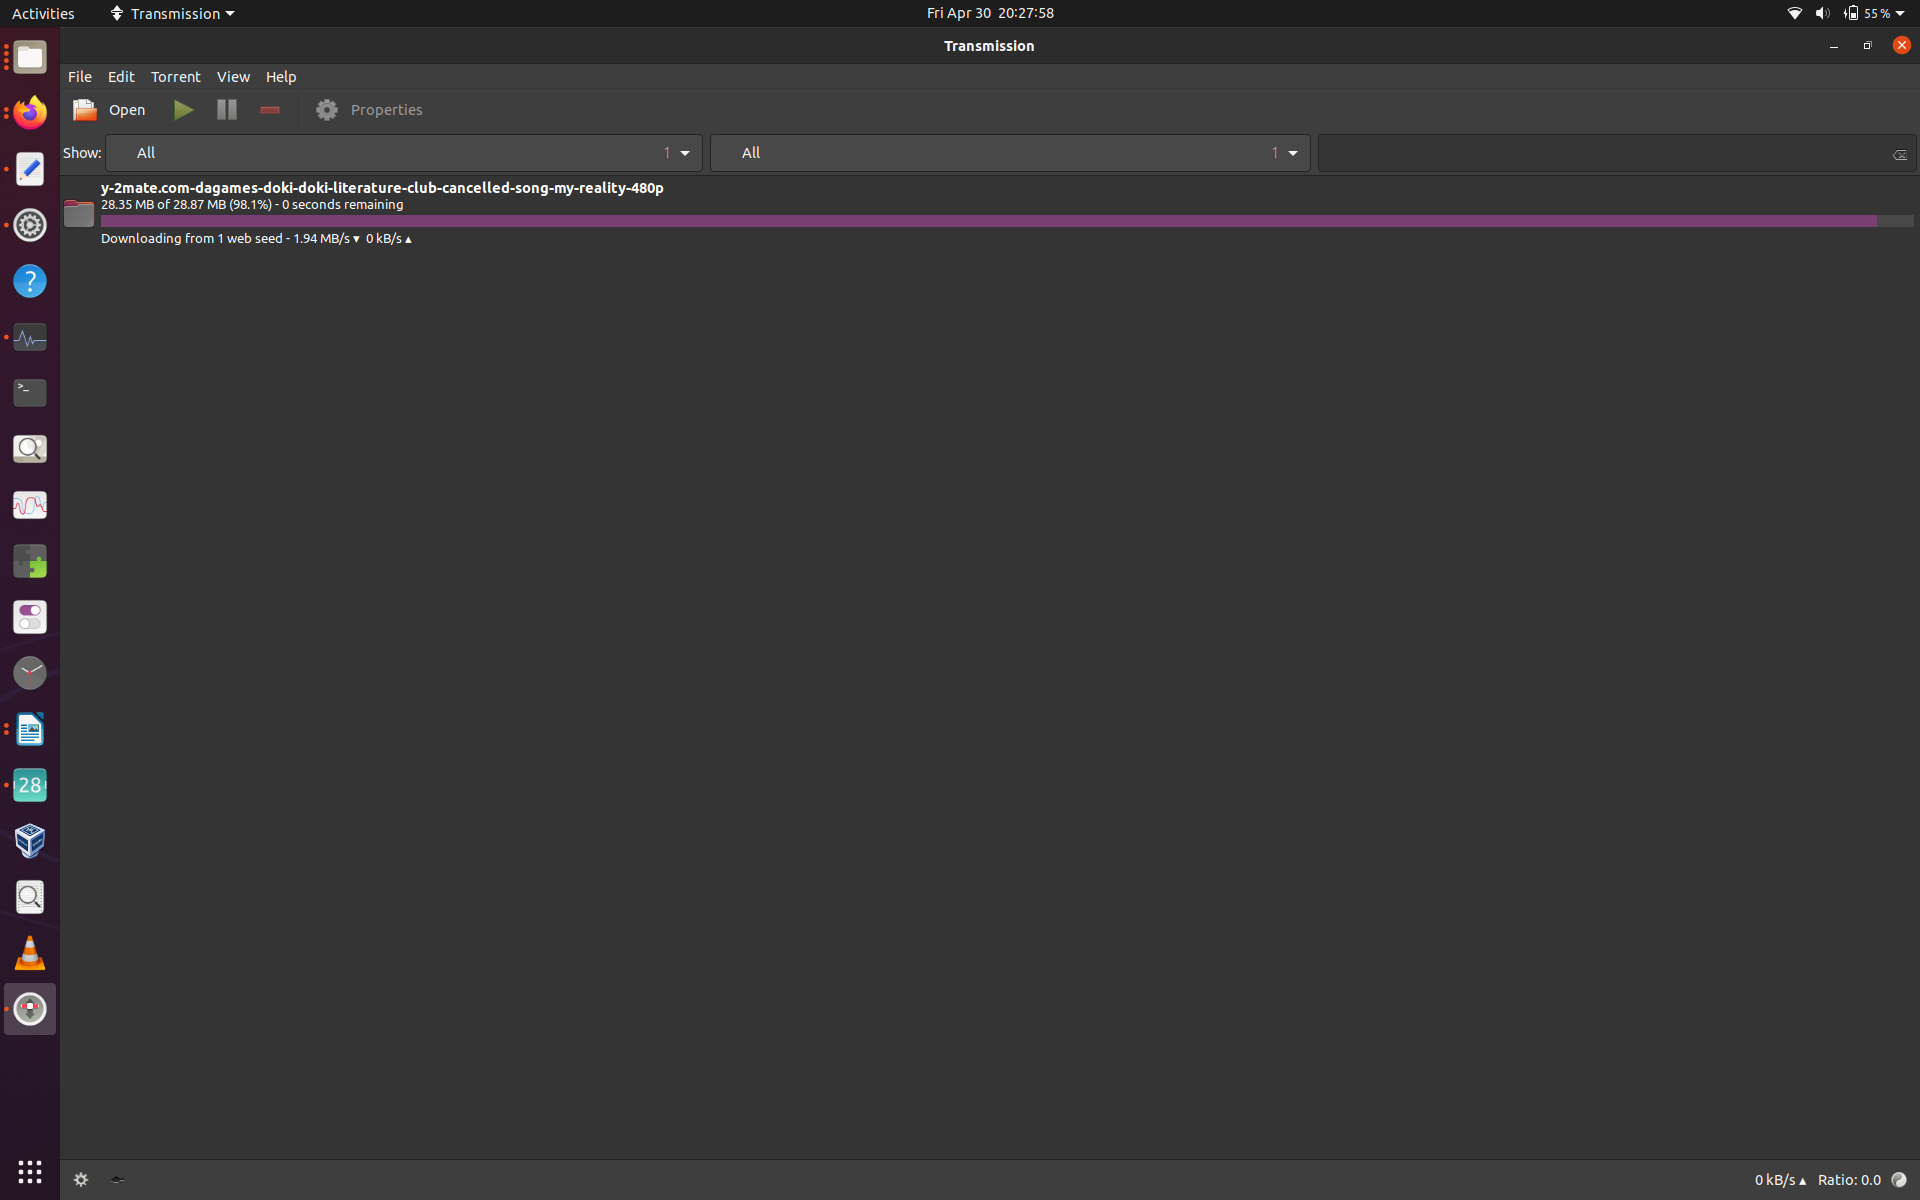 Activities Transmission Fri Apr 30 20:27:58 55 %
Transmission
File Edit Torrent View Help
Open Properties
Show: All 1 All 1
y-2mate.com-dagames-doki-doki-literature-club-cancelled-song-my-reality-480p
28.35 MB of 28.87 MB (98.1%) - 0 seconds remaining
Downloading from 1 web seed - 1.94 MB/s ▾ 0 kB/s ▴
?
>_
28
0 kB/s ▴ Ratio: 0.0